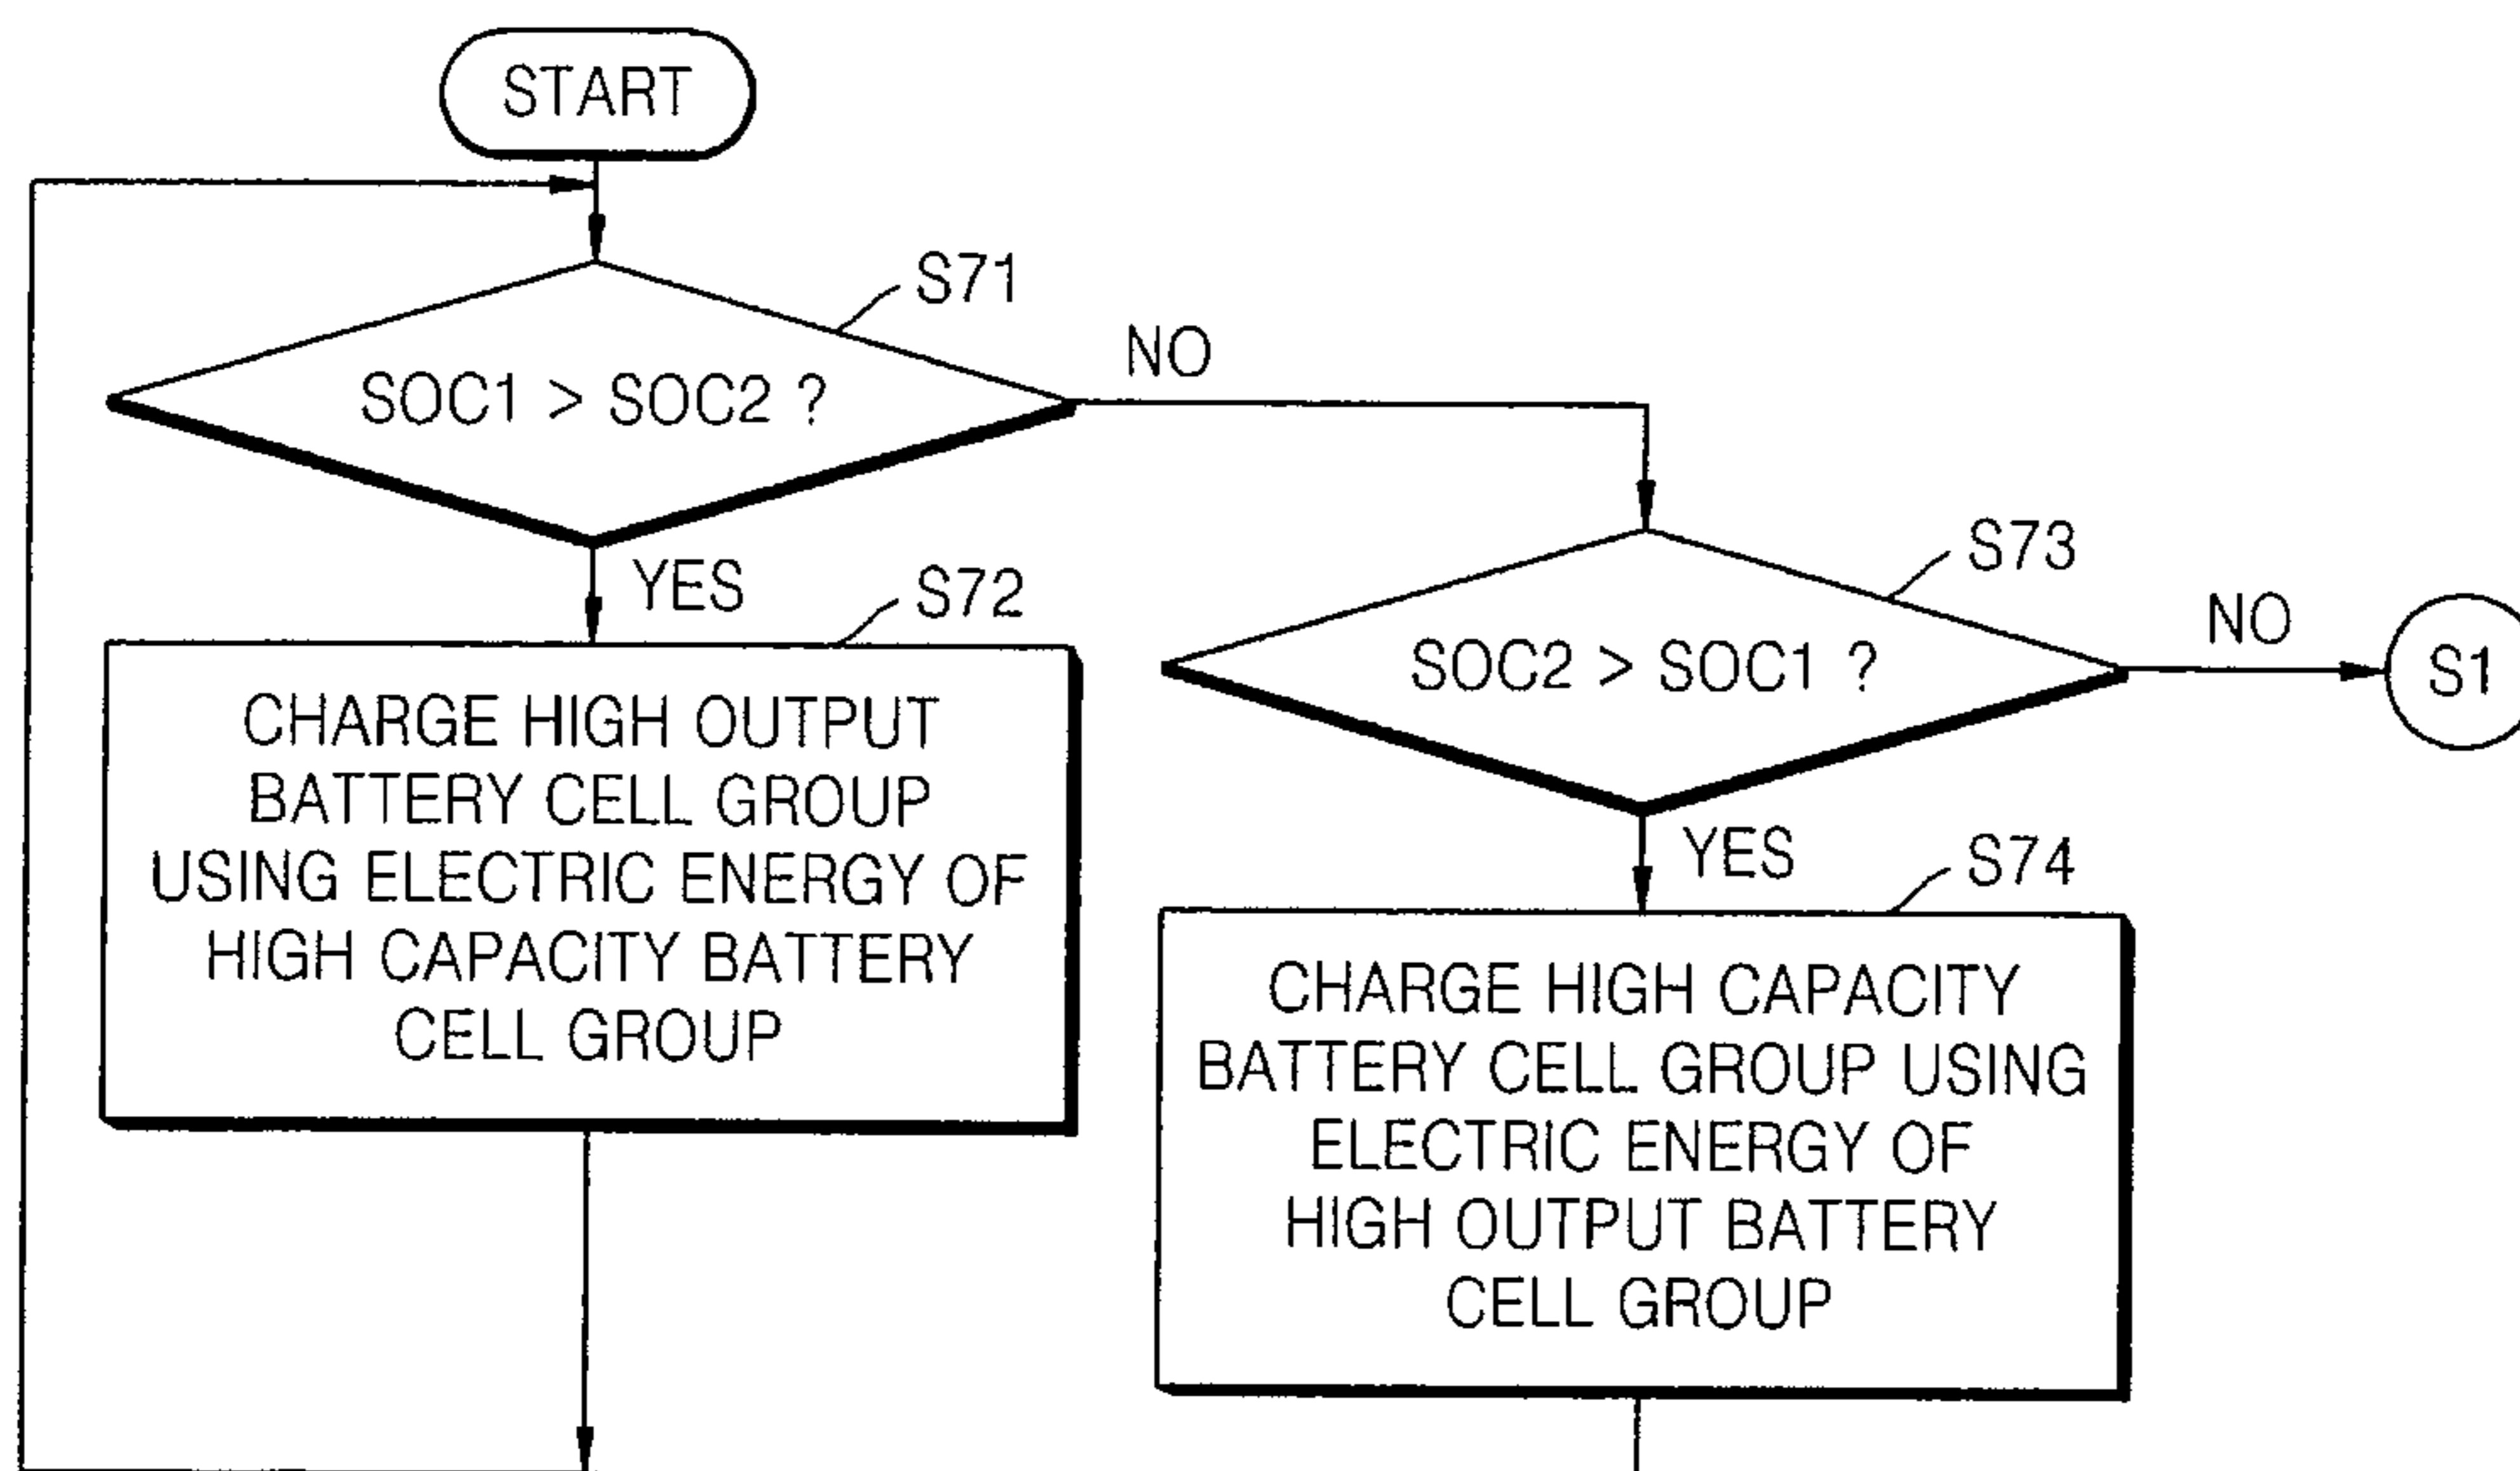 START
S71
SOC1 > SOC2 ?
NO
YES
S72
CHARGE HIGH OUTPUT
BATTERY CELL GROUP
USING ELECTRIC ENERGY OF
HIGH CAPACITY BATTERY
CELL GROUP
S73
SOC2 > SOC1 ?
NO
S1
YES
S74
CHARGE HIGH CAPACITY
BATTERY CELL GROUP USING
ELECTRIC ENERGY OF
HIGH OUTPUT BATTERY
CELL GROUP